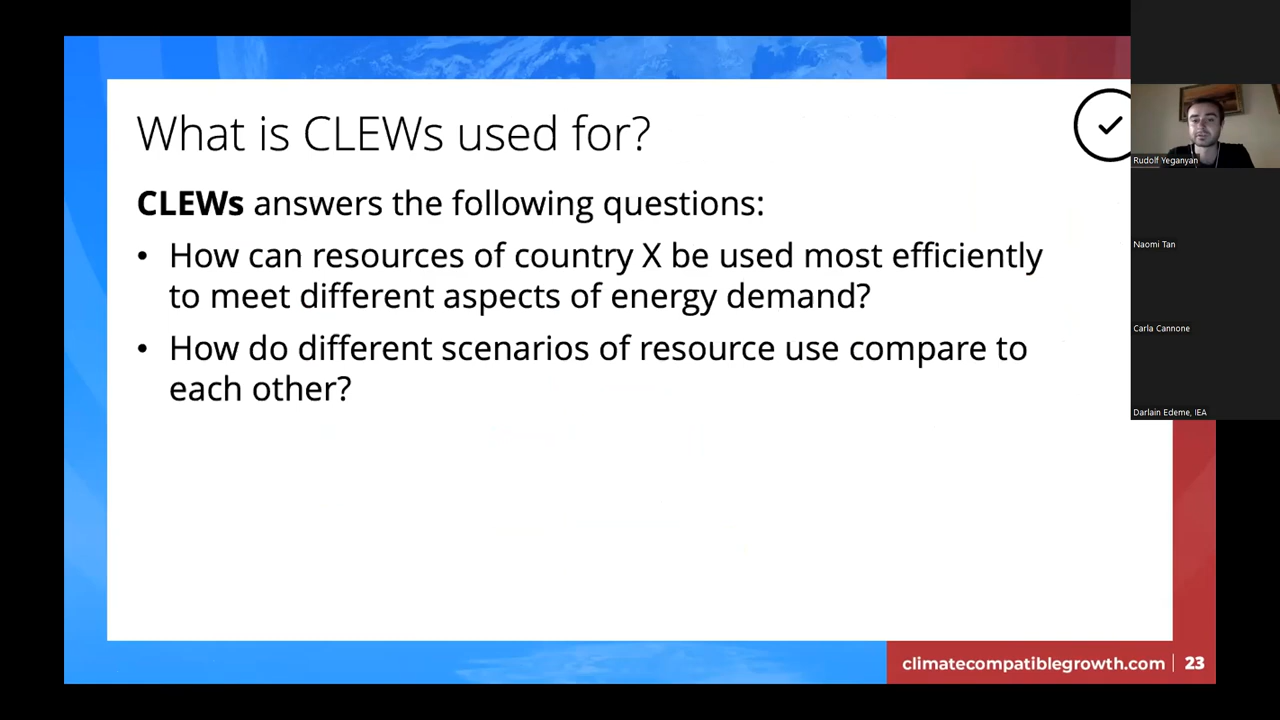 What is CLEWs used for?
CLEWs answers the following questions:
• How can resources of country X be used most efficiently
to meet different aspects of energy demand?
• How do different scenarios of resource use compare to
each other?
Rudolf Yeganyan
Naomi Tan
Carla Cannone
Darlain Edeme, IEA
climatecompatiblegrowth.com | 23